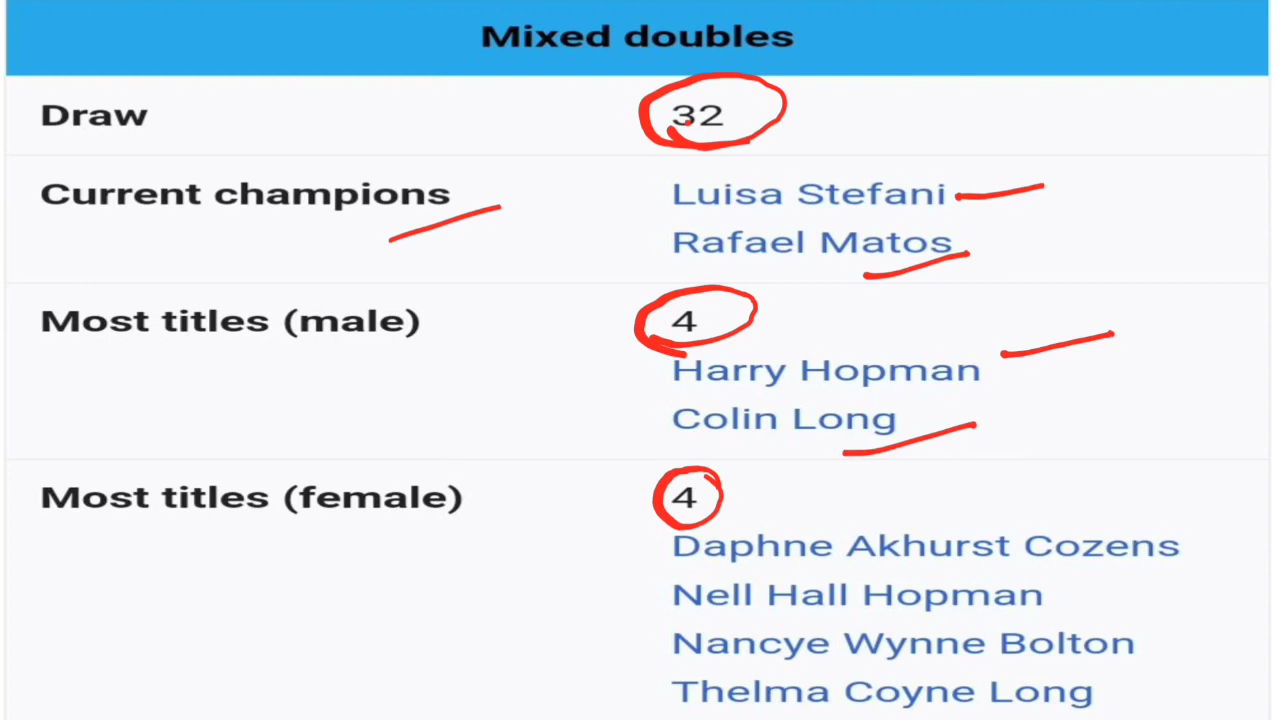 Mixed doubles
Draw 32
Current champions Luisa Stefani
Rafael Matos
Most titles (male) 4
Harry Hopman
Colin Long
Most titles (female) 4
Daphne Akhurst Cozens
Nell Hall Hopman
Nancye Wynne Bolton
Thelma Coyne Long